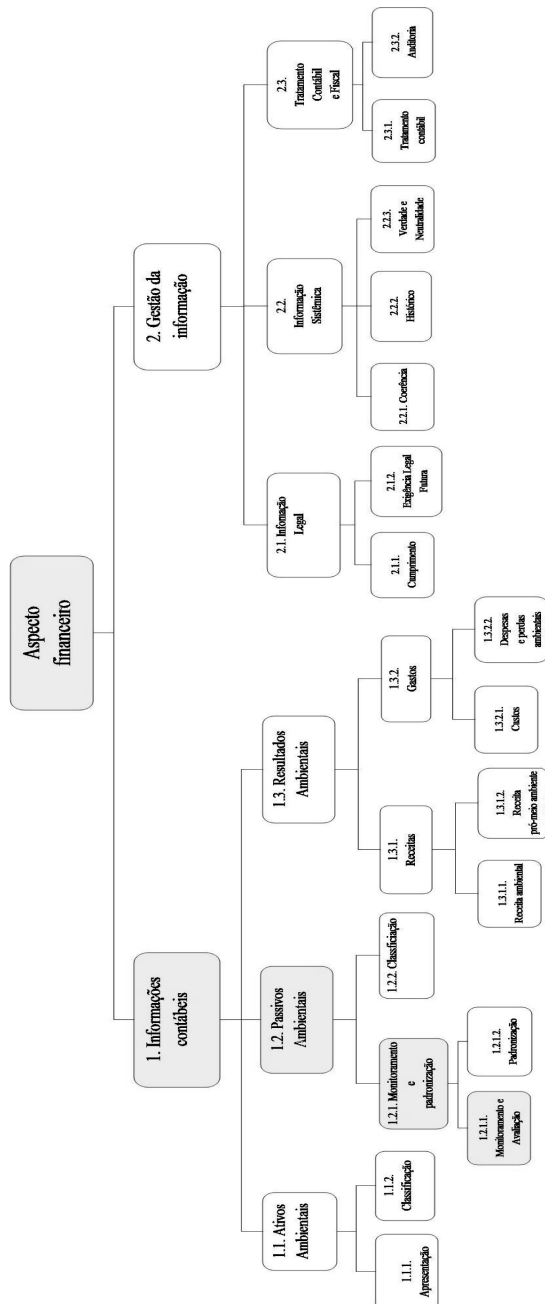 Aspecto
financeiro
1. Informações
contábeis
2. Gestão da
informação
1.1. Ativos
Ambientais
1.2. Passivos
Ambientais
1.3. Resultados
Ambientais
2.1. Informação
Legal
2.2.
Informação
Sistêmica
2.3.
Tratamento
Contábil
e Fiscal
1.1.1.
Apresentação
1.1.2.
Classificação
1.2.1. Monitoramento
e
padronização
1.2.2. Classificiação
1.3.1.
Receitas
1.3.2.
Gastos
2.1.1.
Cumprimento
2.1.2.
Exigência Legal
Futura
2.2.1. Coerência
2.2.2.
Histórico
2.2.3.
Verdade e
Neutralidade
2.3.1.
Tratamento
contábil
2.3.2.
Auditoria
1.2.1.1.
Monitoramento e
Avaliação
1.2.1.2.
Padronização
1.3.1.1.
Receita ambiental
1.3.1.2.
Receita
pró-meio ambiente
1.3.2.1.
Custos
1.3.2.2.
Despesas
e perdas
ambientais